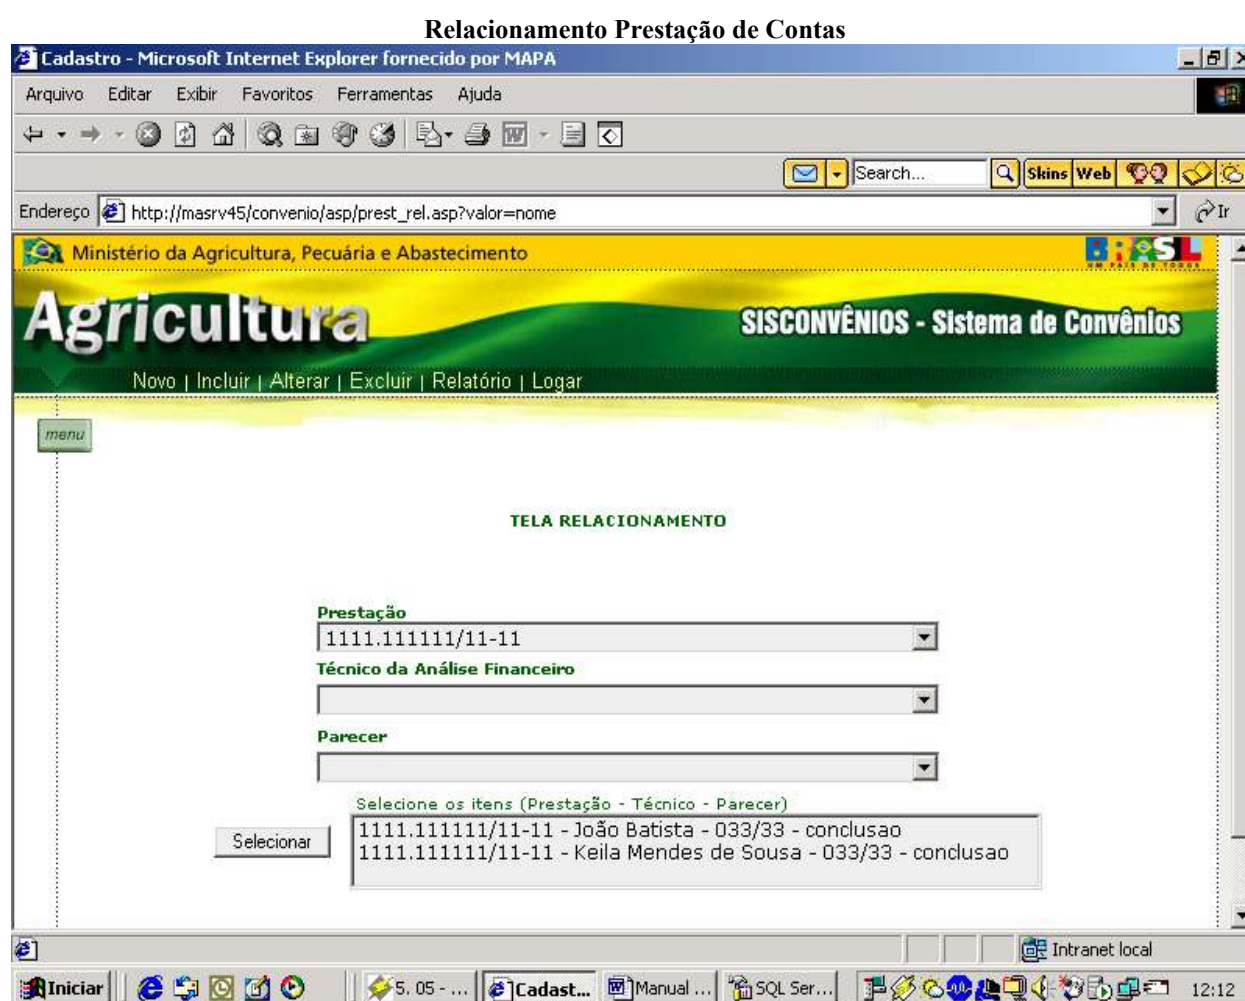 Relacionamento Prestação de Contas
Cadastro - Microsoft Internet Explorer fornecido por MAPA
Arquivo Editar Exibir Favoritos Ferramentas Ajuda
Search... Skins Web
Endereço http://masrv45/convenio/asp/prest_rel.asp?valor=nome Ir
Ministério da Agricultura, Pecuária e Abastecimento BRASIL
UM PAÍS DE TODOS
Agricultura SISCONVÊNIOS - Sistema de Convênios
Novo | Incluir | Alterar | Excluir | Relatório | Logar
menu
TELA RELACIONAMENTO
Prestação
1111.111111/11-11
Técnico da Análise Financeiro
Parecer
Selecione os itens (Prestação - Técnico - Parecer)
Selecionar
1111.111111/11-11 - João Batista - 033/33 - conclusao
1111.111111/11-11 - Keila Mendes de Sousa - 033/33 - conclusao
Intranet local
Iniciar 5. 05 - ... Cadast... Manual ... SQL Ser... 12:12